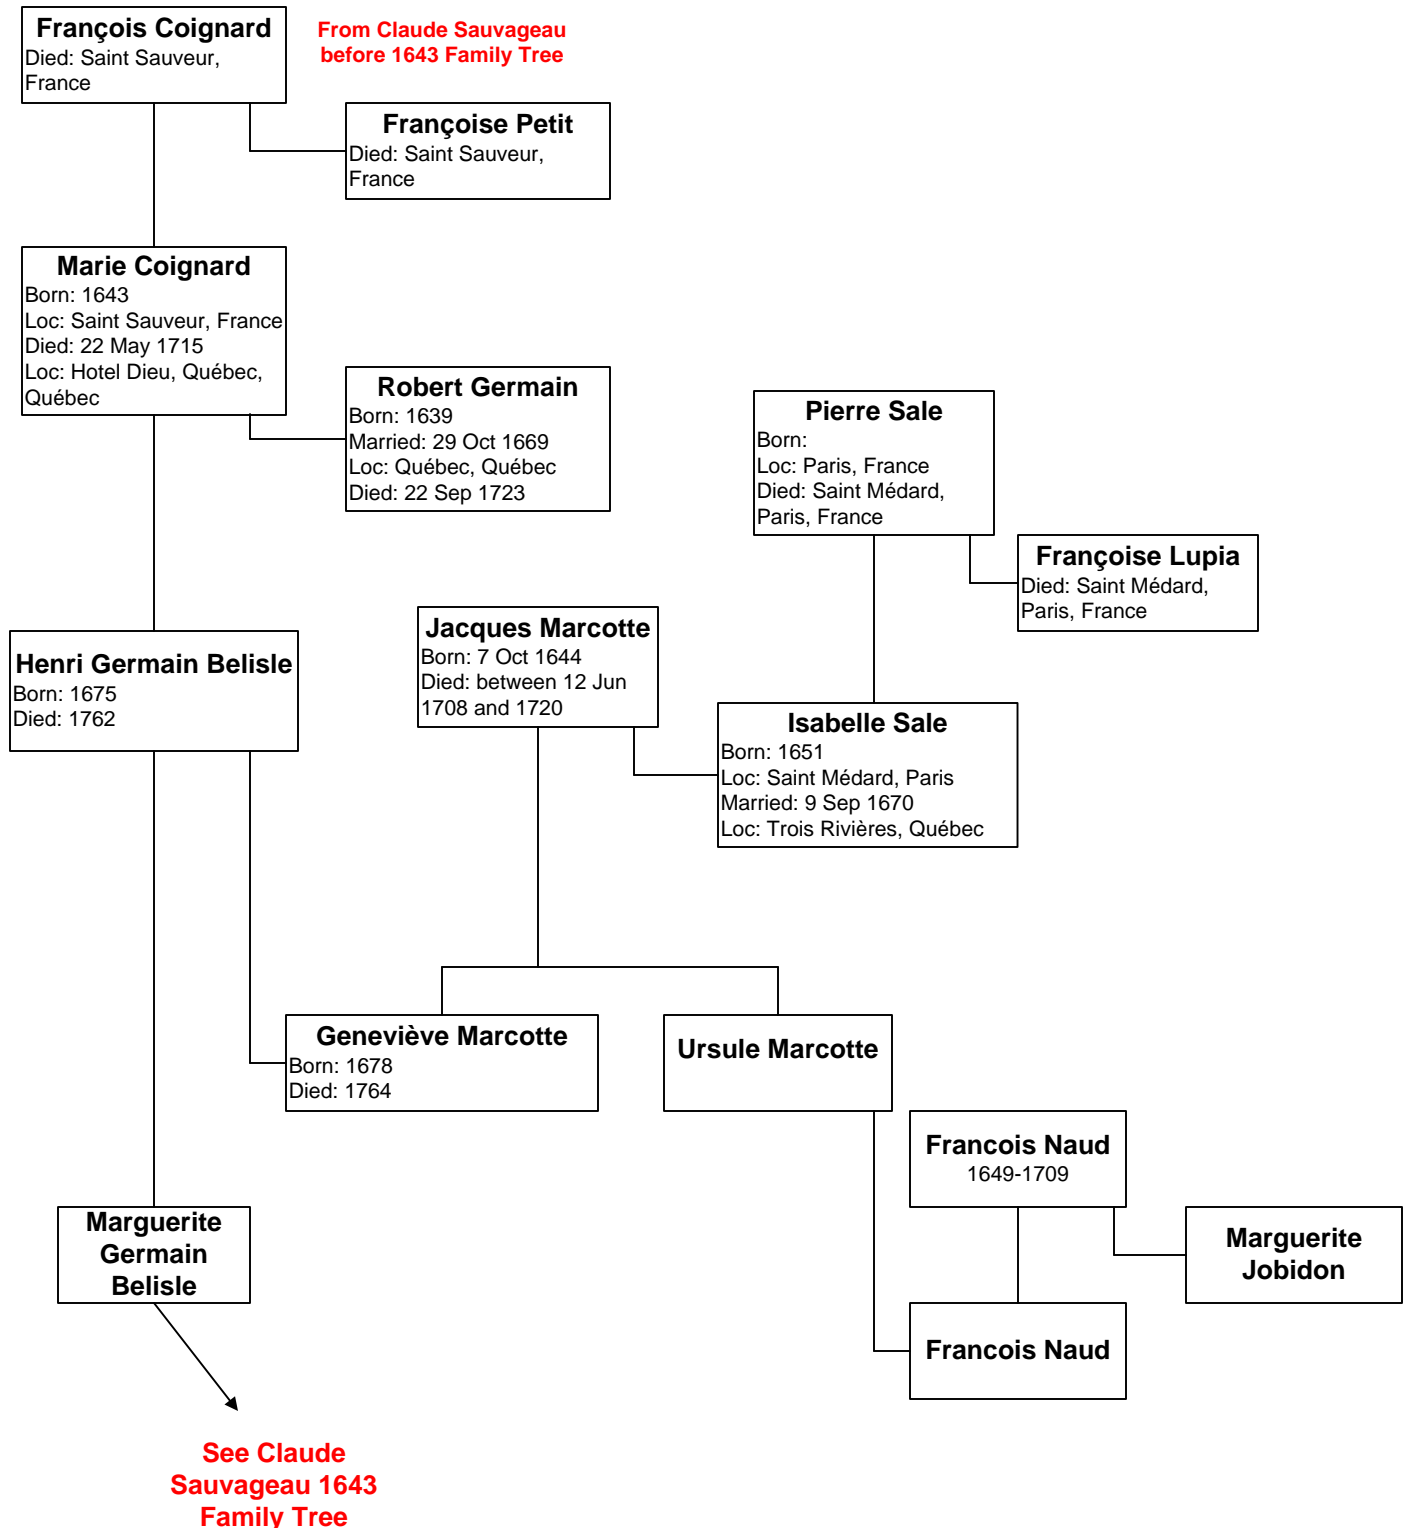 François Coignard
Died: Saint Sauveur,
France
From Claude Sauvageau
before 1643 Family Tree
Françoise Petit
Died: Saint Sauveur,
France
Marie Coignard
Born: 1643
Loc: Saint Sauveur, France
Died: 22 May 1715
Loc: Hotel Dieu, Québec,
Québec
Robert Germain
Born: 1639
Married: 29 Oct 1669
Loc: Québec, Québec
Died: 22 Sep 1723
Pierre Sale
Born:
Loc: Paris, France
Died: Saint Médard,
Paris, France
Françoise Lupia
Died: Saint Médard,
Paris, France
Jacques Marcotte
Born: 7 Oct 1644
Died: between 12 Jun
1708 and 1720
Henri Germain Belisle
Born: 1675
Died: 1762
Isabelle Sale
Born: 1651
Loc: Saint Médard, Paris
Married: 9 Sep 1670
Loc: Trois Rivières, Québec
Geneviève Marcotte
Born: 1678
Died: 1764
Ursule Marcotte
Francois Naud
1649-1709
Marguerite
Germain
Belisle
Marguerite
Jobidon
Francois Naud
See Claude
Sauvageau 1643
Family Tree